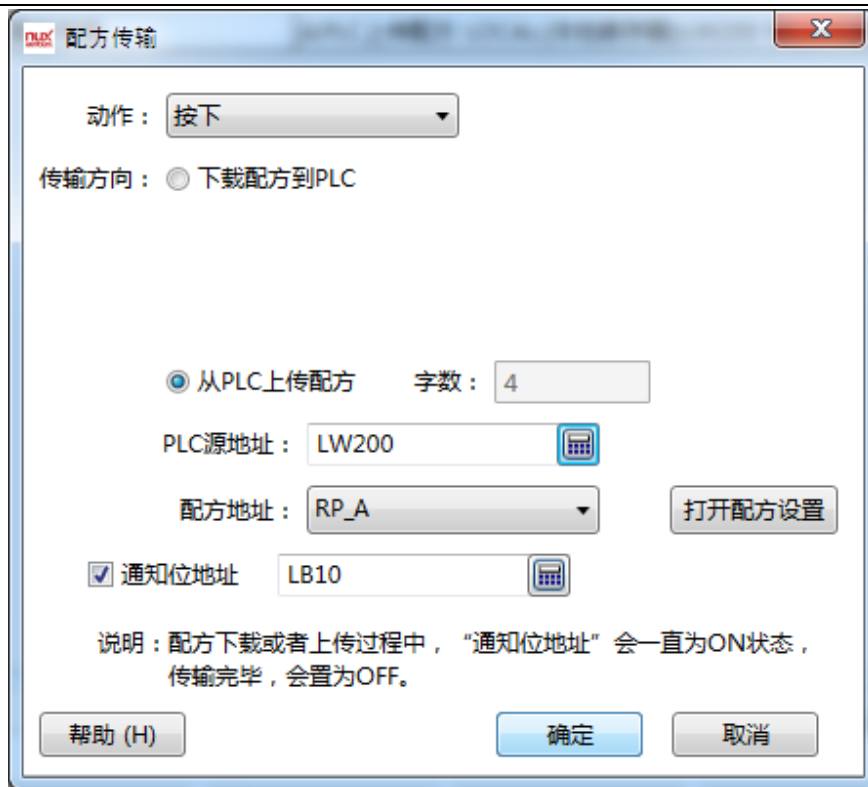 nux 配方传输
动作： 按下
传输方向： 下载配方到PLC
从PLC上传配方 字数： 4
PLC源地址： LW200
配方地址： RP_A 打开配方设置
通知位地址 LB10
说明：配方下载或者上传过程中，“通知位地址”会一直为ON状态，
传输完毕，会置为OFF。
帮助 (H) 确定 取消